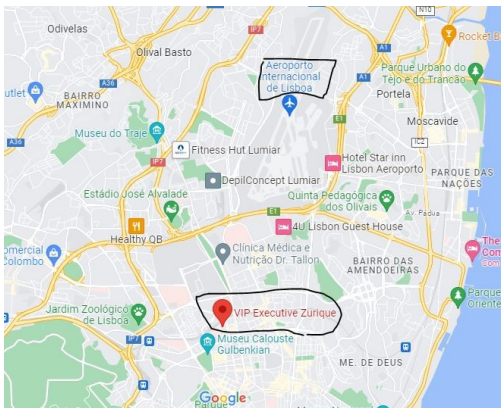 N10
Odivelas
IP7
Rocket B
Olival Basto
A1
Aeroporto
Internacional
de Lisboa
A1
Parque Urbano do
Tejo e do Trancão
A36
outlet
BAIRRO
MAXIMINO
Portela
E1
Moscavide
A36
Museu do Traje
IC2
IP7
Fitness Hut Lumiar
Hotel Star inn
Lisbon Aeroporto
PARQUE DAS
NAÇÕES
DepilConcept Lumiar
Estádio José Alvalade
Quinta Pedagógica
dos Olivais
E1
Av. Pádua
4U Lisbon Guest House
Healthy QB
The
Com
Com
Clínica Médica e
Nutrição Dr. Tallon
omercial
Colombo
BAIRRO DAS
AMENDOEIRAS
Parque
Oriente
Jardim Zoológico
de Lisboa
VIP Executive Zurique
IP7
Museu Calouste
Gulbenkian
ME. DE DEUS
Google
Parque